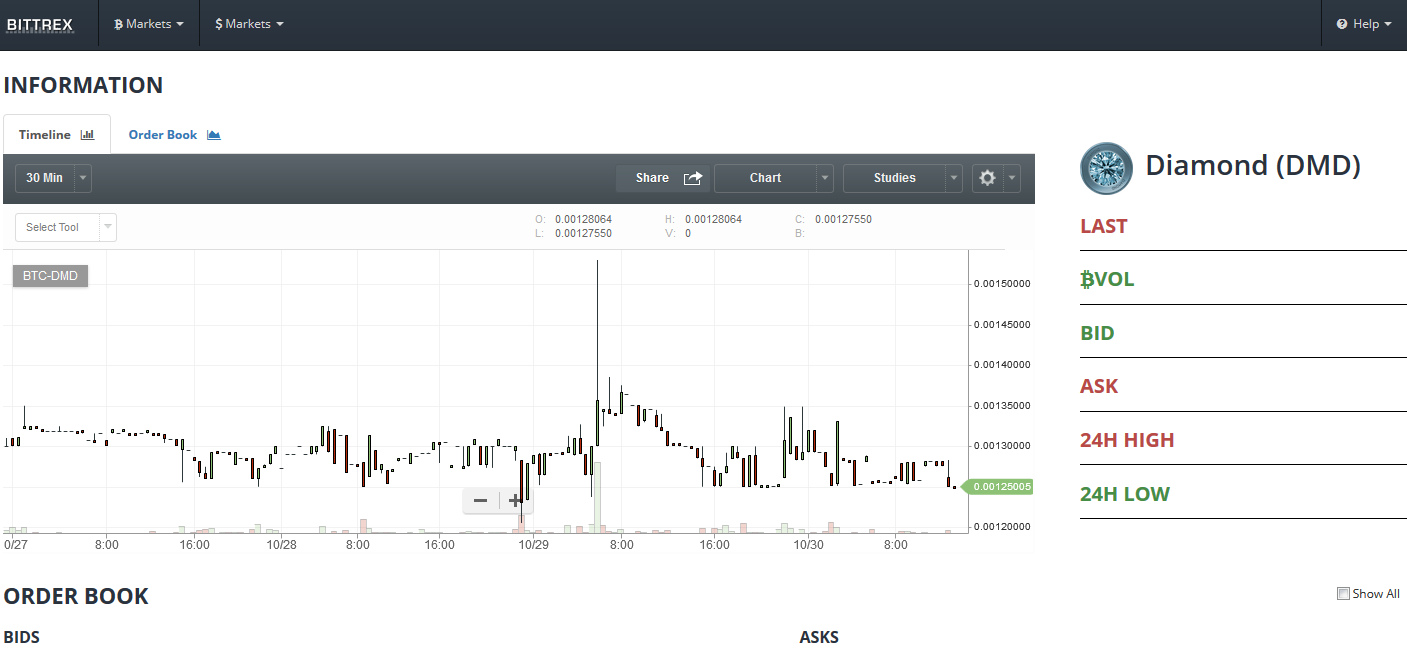 BITTREX ฿ Markets $ Markets Help
INFORMATION
Timeline Order Book
30 Min Share Chart Studies
Select Tool
O: 0.00128064 H: 0.00128064 C: 0.00127550
L: 0.00127550 V: 0 B:
BTC-DMD
0.00150000
0.00145000
0.00140000
0.00135000
0.00130000
0.00125005
0.00120000
0/27 8:00 16:00 10/28 8:00 16:00 10/29 8:00 16:00 10/30 8:00
Diamond (DMD)
LAST
฿VOL
BID
ASK
24H HIGH
24H LOW
ORDER BOOK Show All
BIDS ASKS